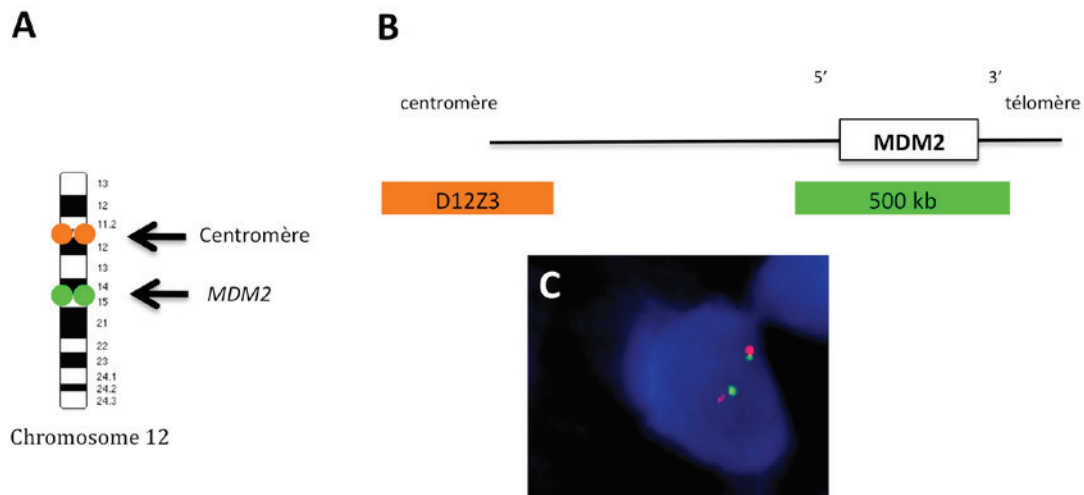 A
13
12
11.2
12
13
14
15
21
22
23
24.1
24.2
24.3
Centromère
MDM2
Chromosome 12
B
5'
3'
centromère
télomère
MDM2
D12Z3
500 kb
C